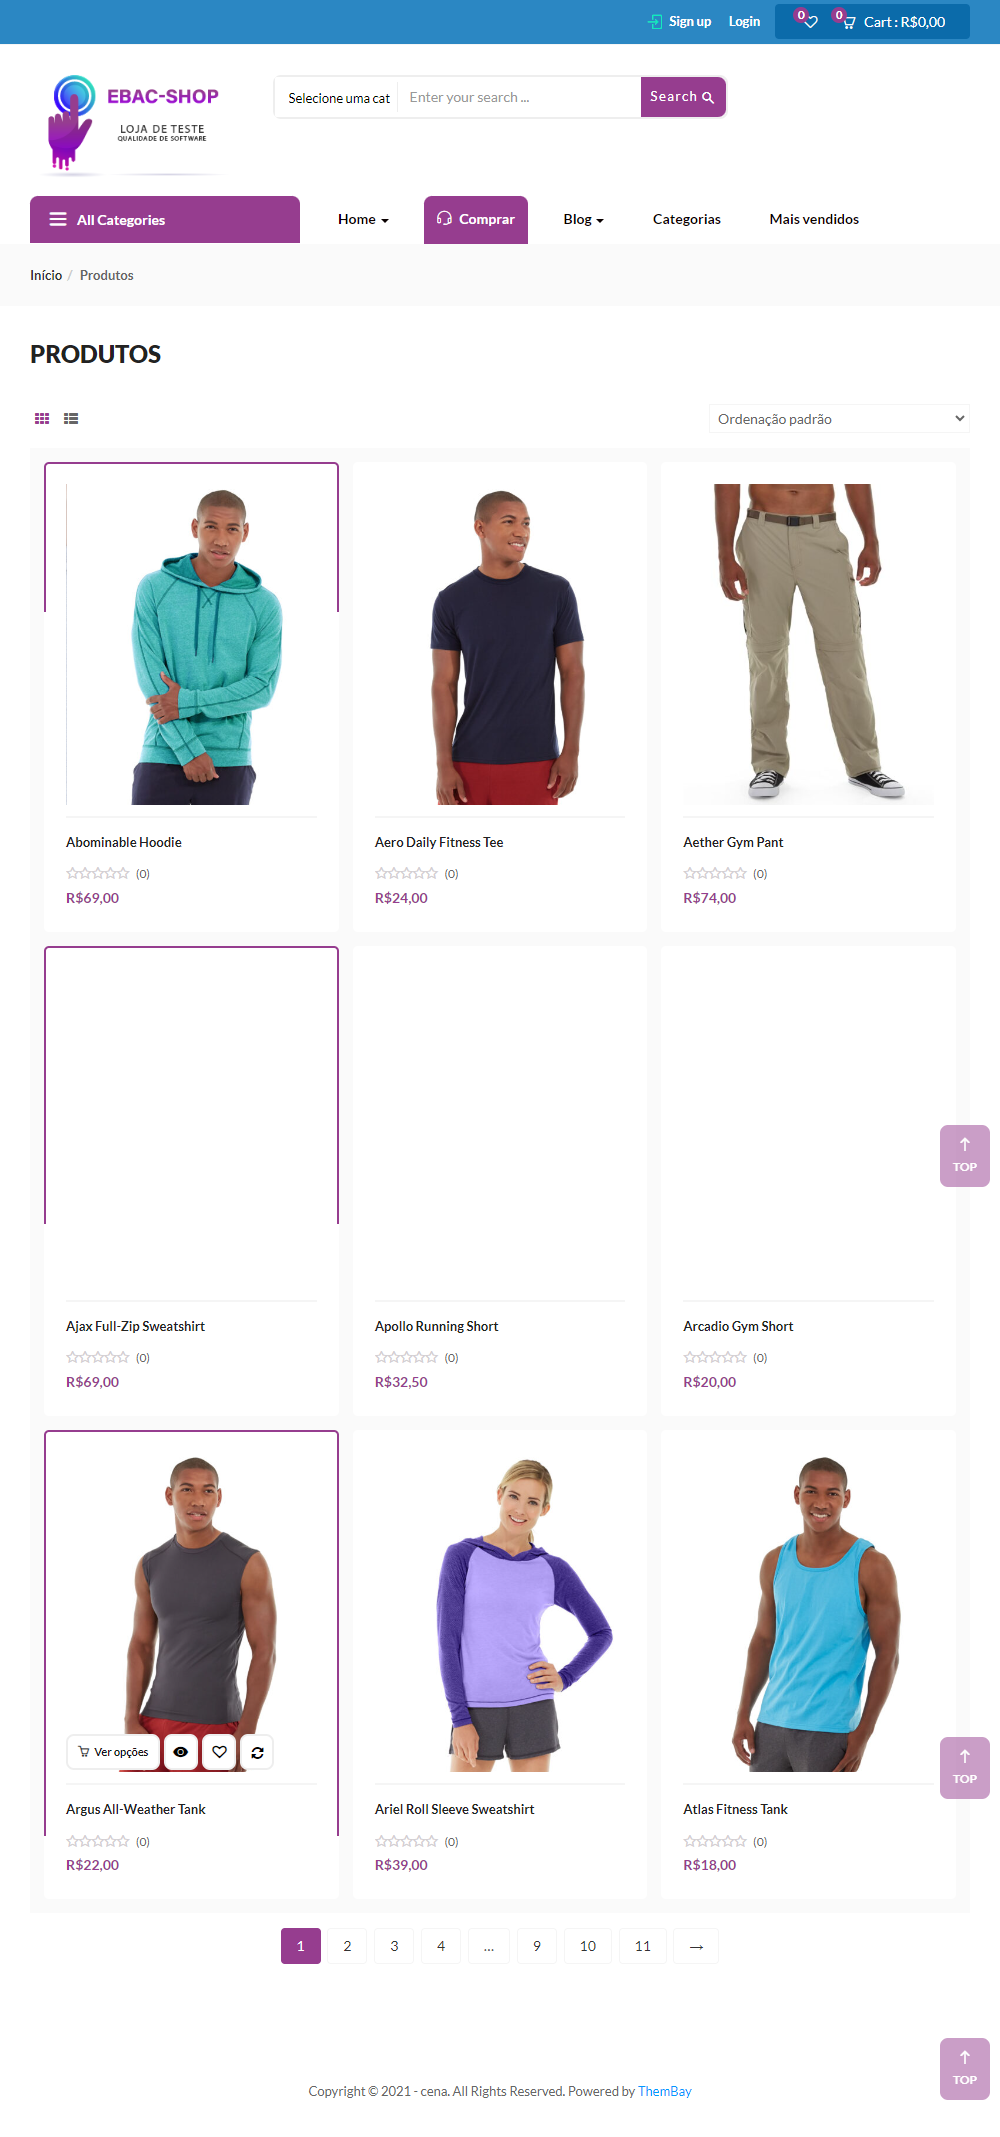 Sign up Login 0 0 Cart : R$0,00
EBAC-SHOP
LOJA DE TESTE
QUALIDADE DE SOFTWARE
Selecione uma cat Enter your search ... Search
All Categories Home Comprar Blog Categorias Mais vendidos
Início / Produtos
PRODUTOS
Ordenação padrão
Abominable Hoodie Aero Daily Fitness Tee Aether Gym Pant
(0) (0) (0)
R$69,00 R$24,00 R$74,00
TOP
Ajax Full-Zip Sweatshirt Apollo Running Short Arcadio Gym Short
(0) (0) (0)
R$69,00 R$32,50 R$20,00
Ver opções
TOP
Argus All-Weather Tank Ariel Roll Sleeve Sweatshirt Atlas Fitness Tank
(0) (0) (0)
R$22,00 R$39,00 R$18,00
1 2 3 4 ... 9 10 11 →
TOP
Copyright © 2021 - cena. All Rights Reserved. Powered by ThemBay